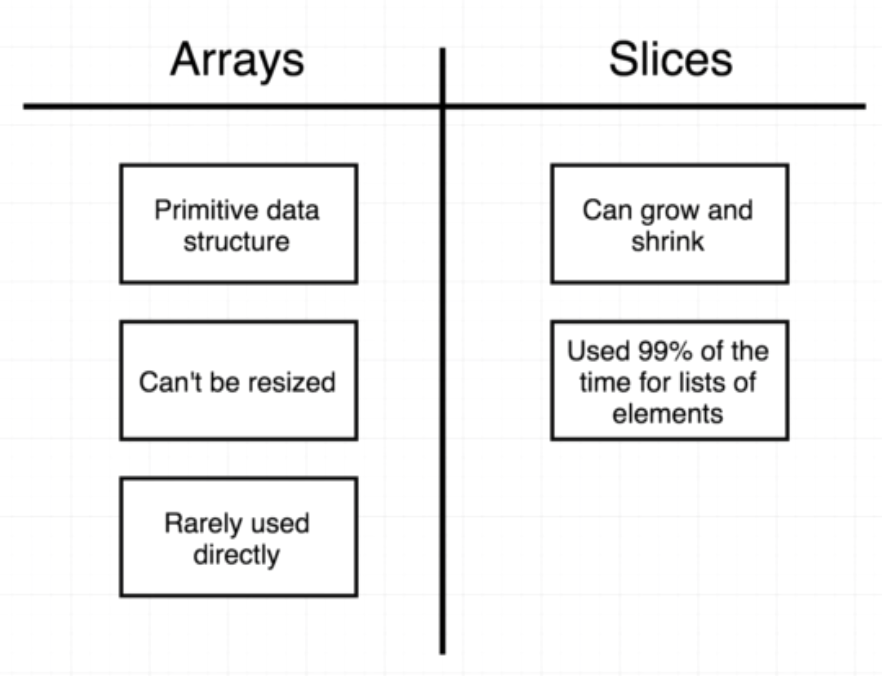 Arrays
Slices
Primitive data
structure
Can't be resized
Rarely used
directly
Can grow and
shrink
Used 99% of the
time for lists of
elements